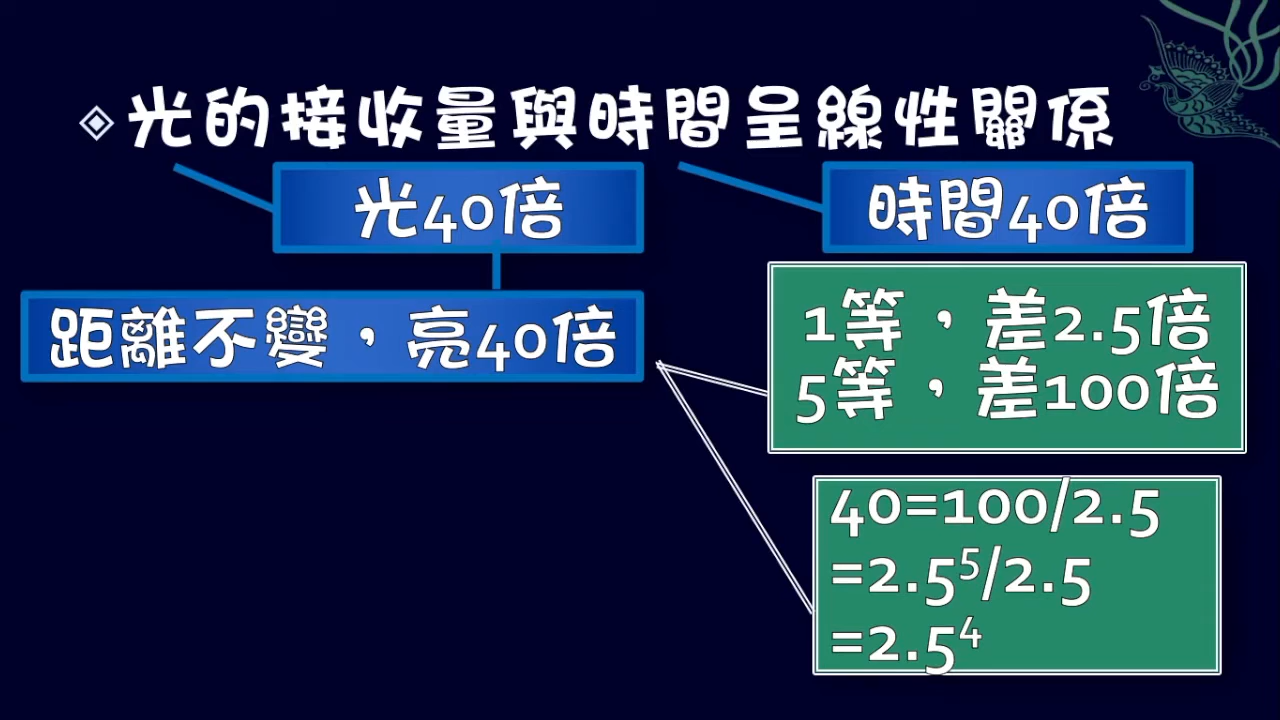 光的接收量與時間呈線性關係
光40倍
時間40倍
距離不變，亮40倍
1等，差2.5倍
5等，差100倍
40=100/2.5
=2.5⁵/2.5
=2.5⁴